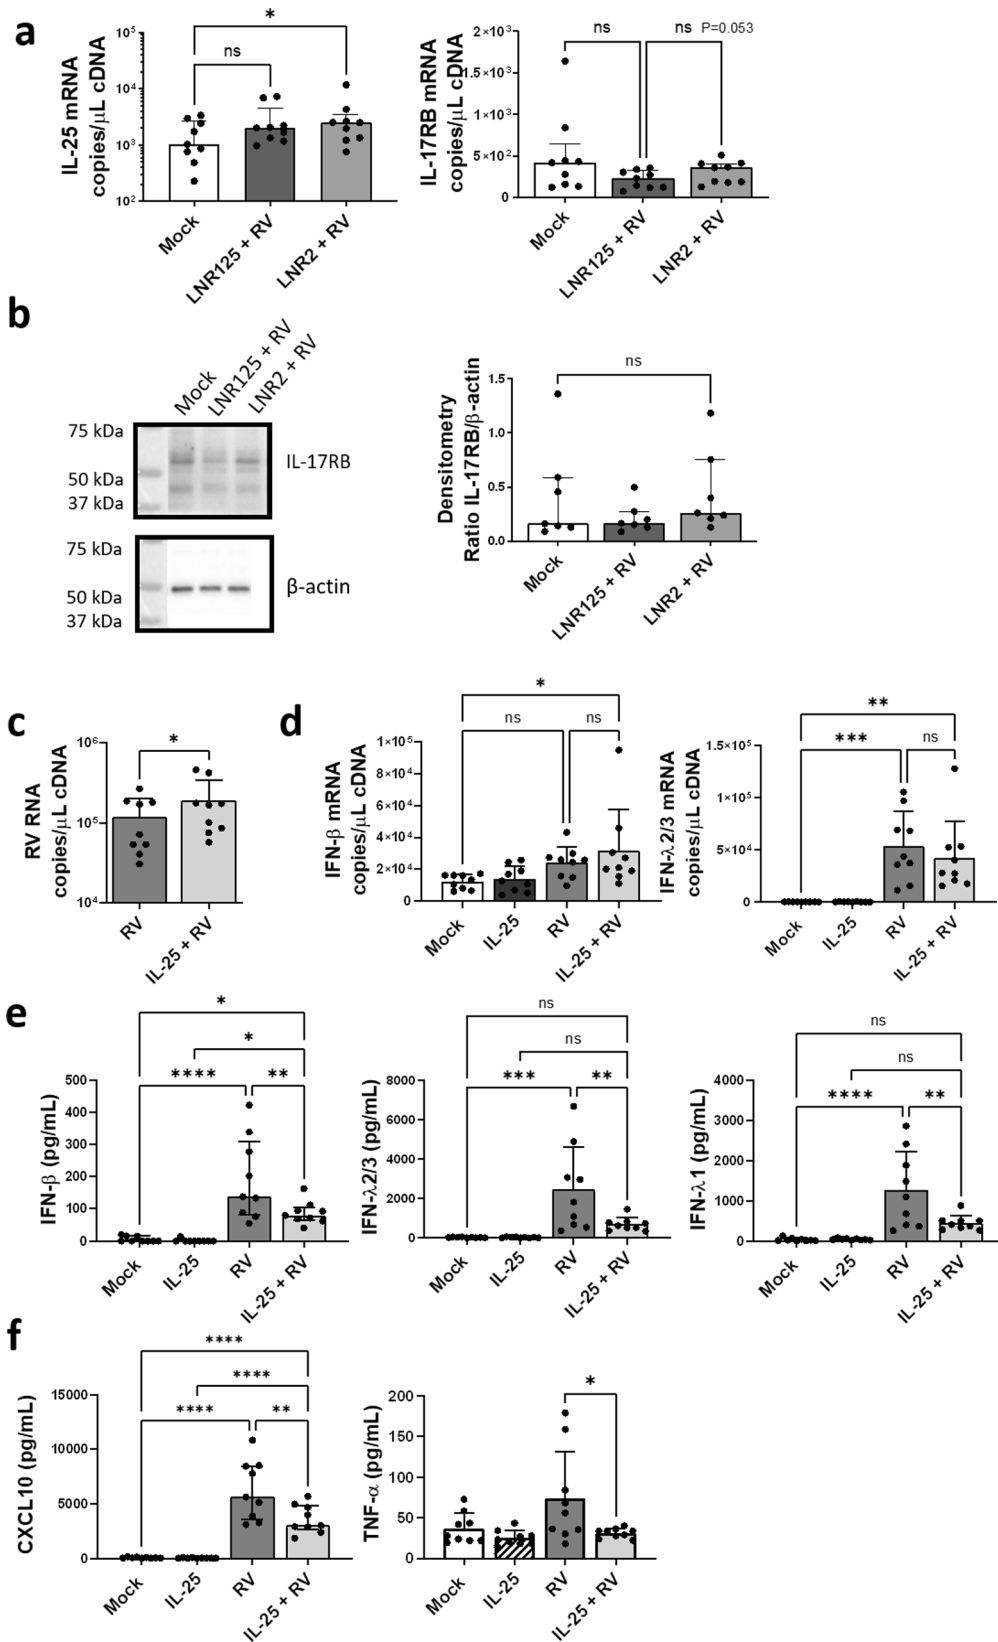 a
IL-25 mRNA
copies/μL cDNA
10⁵
10⁴
10³
10²
*
ns
Mock
LNR125 + RV
LNR2 + RV
IL-17RB mRNA
copies/μL cDNA
2×10³
1.5×10³
1×10³
5×10²
0
ns
ns P=0.053
Mock
LNR125 + RV
LNR2 + RV
b
Mock
LNR125 + RV
LNR2 + RV
75 kDa
50 kDa
37 kDa
IL-17RB
75 kDa
50 kDa
37 kDa
β-actin
Densitometry
Ratio IL-17RB/β-actin
1.5
1.0
0.5
0.0
ns
Mock
LNR125 + RV
LNR2 + RV
c
RV RNA
copies/μL cDNA
10⁶
10⁵
10⁴
*
RV
IL-25 + RV
d
IFN-β mRNA
copies/μL cDNA
1×10⁵
8×10⁴
6×10⁴
4×10⁴
2×10⁴
0
*
ns
ns
Mock
IL-25
RV
IL-25 + RV
IFN-λ2/3 mRNA
copies/μL cDNA
1.5×10⁵
1×10⁵
5×10⁴
0
**
***
ns
Mock
IL-25
RV
IL-25 + RV
e
IFN-β (pg/mL)
500
400
300
200
100
0
*
*
****
**
Mock
IL-25
RV
IL-25 + RV
IFN-λ2/3 (pg/mL)
8000
6000
4000
2000
0
ns
ns
***
**
Mock
IL-25
RV
IL-25 + RV
IFN-λ1 (pg/mL)
4000
3000
2000
1000
0
ns
ns
****
**
Mock
IL-25
RV
IL-25 + RV
f
CXCL10 (pg/mL)
15000
10000
5000
0
****
****
****
**
Mock
IL-25
RV
IL-25 + RV
TNF-α (pg/mL)
200
150
100
50
0
*
Mock
IL-25
RV
IL-25 + RV